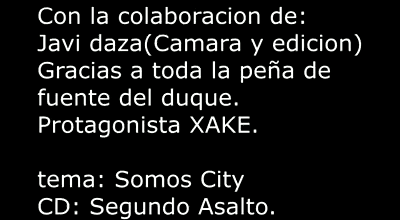 Con la colaboracion de:
Javi daza(Camara y edicion)
Gracias a toda la peña de
fuente del duque.
Protagonista XAKE.
tema: Somos City
CD: Segundo Asalto.